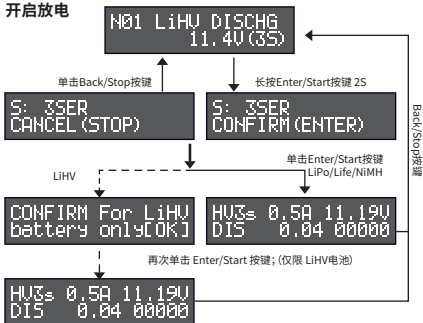 开启放电
N01 LiHV DISCHG
11.4V(3S)
单击Back/Stop按键
长按Enter/Start按键 2S
S: 3SER
CANCEL(STOP)
S: 3SER
CONFIRM(ENTER)
Back/Stop按键
单击Enter/Start按键
LiPo/Life/NiMH
LiHV
CONFIRM For LiHV
battery only[OK]
HV3s 0.5A 11.19V
DIS 0.04 00000
再次单击 Enter/Start 按键；（仅限 LiHV电池）
HV3s 0.5A 11.19V
DIS 0.04 00000